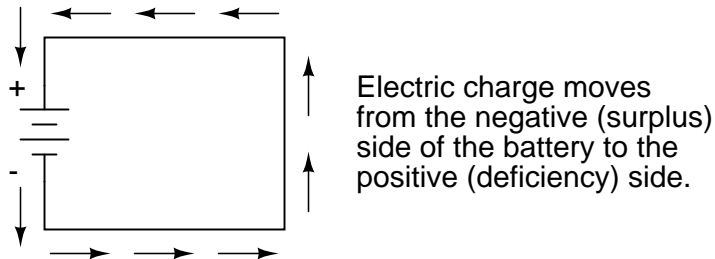 +
-
Electric charge moves
from the negative (surplus)
side of the battery to the
positive (deficiency) side.